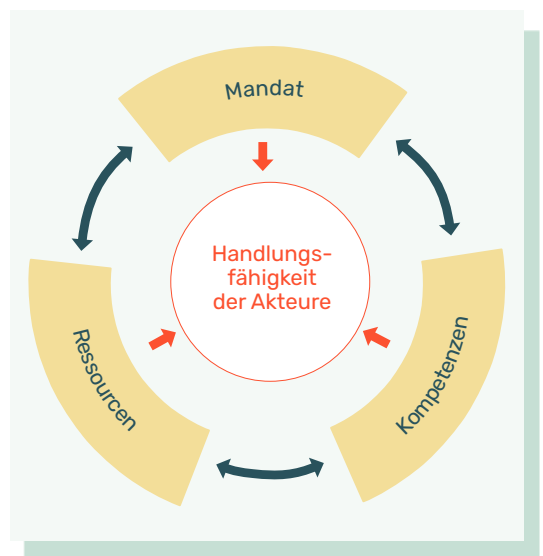 Mandat
Handlungs-
fähigkeit
der Akteure
Ressourcen
Kompetenzen